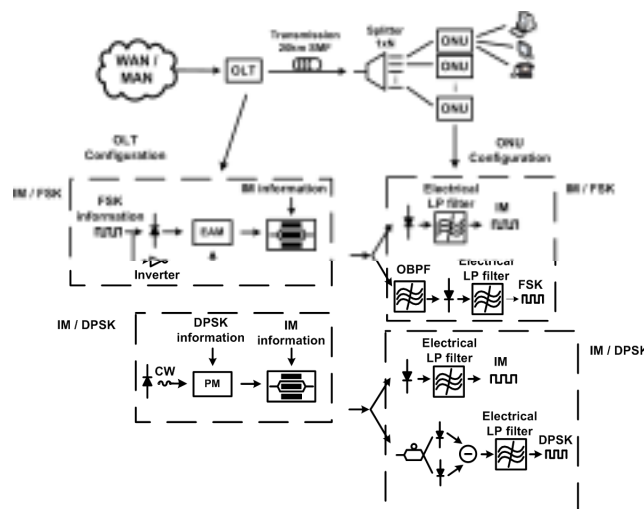 Transmission
20km SMF
Splitter
1xN
WAN /
MAN
OLT
ONU
ONU
ONU
OLT
Configuration
ONU
Configuration
IM / FSK
FSK
information
IM information
EAM
Inverter
IM / FSK
Electrical
LP filter
IM
OBPF
Electrical
LP filter
FSK
IM / DPSK
DPSK
information
IM
information
CW
PM
IM / DPSK
Electrical
LP filter
IM
Electrical
LP filter
DPSK